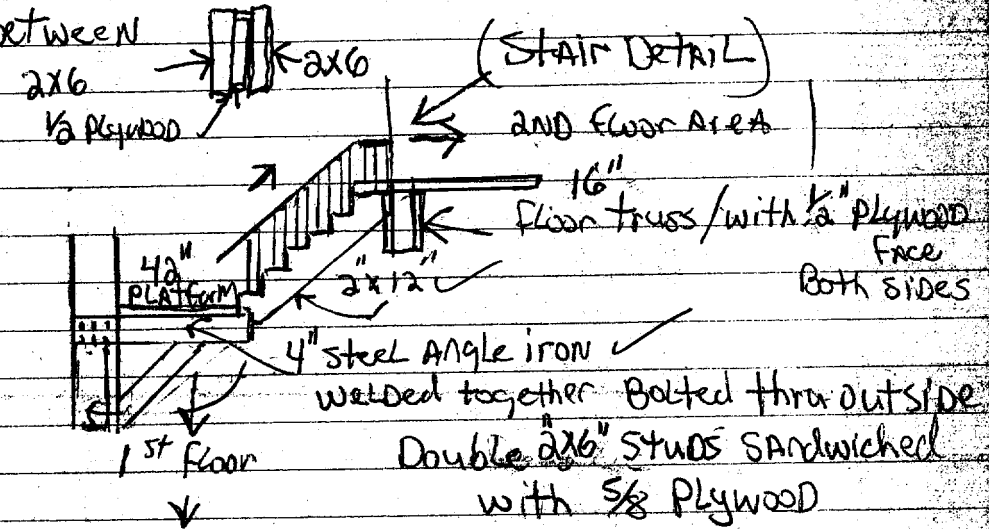 between
2x6
2x6
1/2 Plywood
(Stair Detail)
2ND Floor Area
16"
Floor truss/with 1/2" Plywood
Face
Both sides
42"
Platform
2"x12"
4" Steel Angle iron
welded together Bolted thru outside
Double "2x6" Studs Sandwiched
with 5/8 Plywood
1st Floor